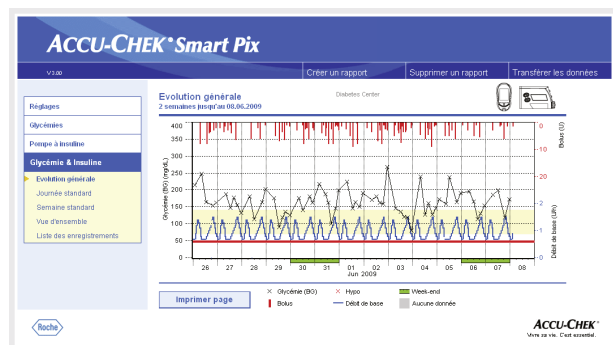 ACCU-CHEK® Smart Pix
V 3.00
Créer un rapport
Supprimer un rapport
Transférer les données
Réglages
Glycémies
Pompe à insuline
Glycémie & Insuline
Evolution générale
Journée standard
Semaine standard
Vue d'ensemble
Liste des enregistrements
Evolution générale
2 semaines jusqu'au 08.06.2009
Diabetes Center
Glycémie (BG) (mg/dL)
400
350
300
250
200
150
100
50
0
0
10
20
2
1
0
Bolus (U)
Débit de base (U/h)
26 27 28 29 30 31 01 02 03 04 05 06 07 08
Jun 2009
Imprimer page
Glycémie (BG)
Hypo
Week-end
Bolus
Débit de base
Aucune donnée
Roche
ACCU-CHEK®
Vivre sa vie. C'est essentiel.